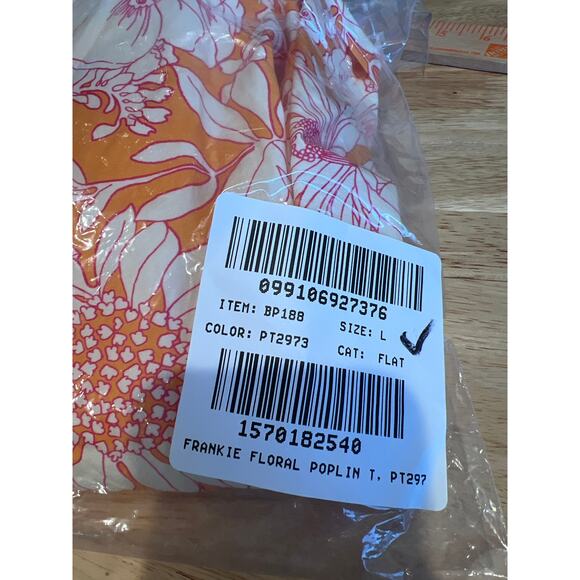 099106927376
ITEM: BP188 SIZE: L
COLOR: PT2973 CAT: FLAT
1570182540
FRANKIE FLORAL POPLIN T, PT297